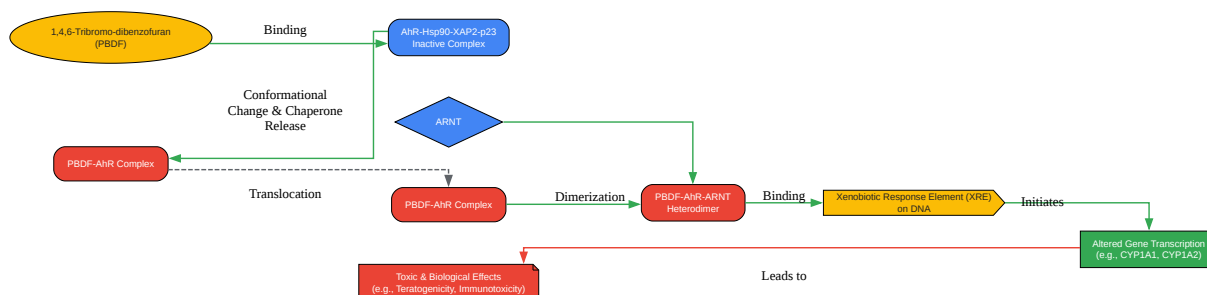 1,4,6-Tribromo-dibenzofuran
(PBDF)
Binding
AhR-Hsp90-XAP2-p23
Inactive Complex
Conformational
Change & Chaperone
Release
ARNT
PBDF-AhR Complex
Translocation
PBDF-AhR Complex
Dimerization
PBDF-AhR-ARNT
Heterodimer
Binding
Xenobiotic Response Element (XRE)
on DNA
Initiates
Altered Gene Transcription
(e.g., CYP1A1, CYP1A2)
Leads to
Toxic & Biological Effects
(e.g., Teratogenicity, Immunotoxicity)